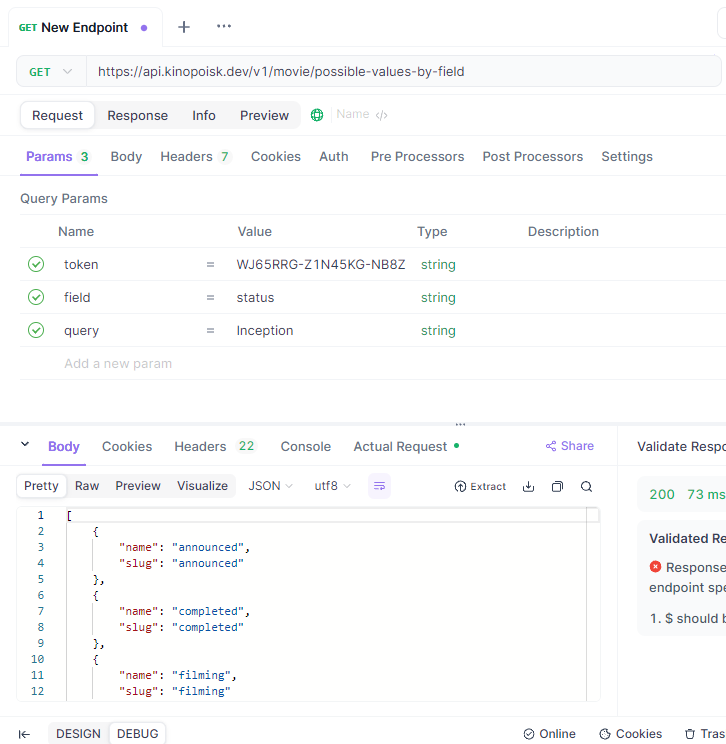 GET New Endpoint
GET https://api.kinopoisk.dev/v1/movie/possible-values-by-field
Request Response Info Preview Name </>
Params 3 Body Headers 7 Cookies Auth Pre Processors Post Processors Settings
Query Params
Name Value Type Description
token = WJ65RRG-Z1N45KG-NB8Z string
field = status string
query = Inception string
Add a new param
Body Cookies Headers 22 Console Actual Request Share Validate Respo
Pretty Raw Preview Visualize JSON utf8 Extract
200 73 ms
Validated Re
Response
endpoint spe
1. $ should b
1 [
2 {
3 "name": "announced",
4 "slug": "announced"
5 },
6 {
7 "name": "completed",
8 "slug": "completed"
9 },
10 {
11 "name": "filming",
12 "slug": "filming"
DESIGN DEBUG Online Cookies Tras